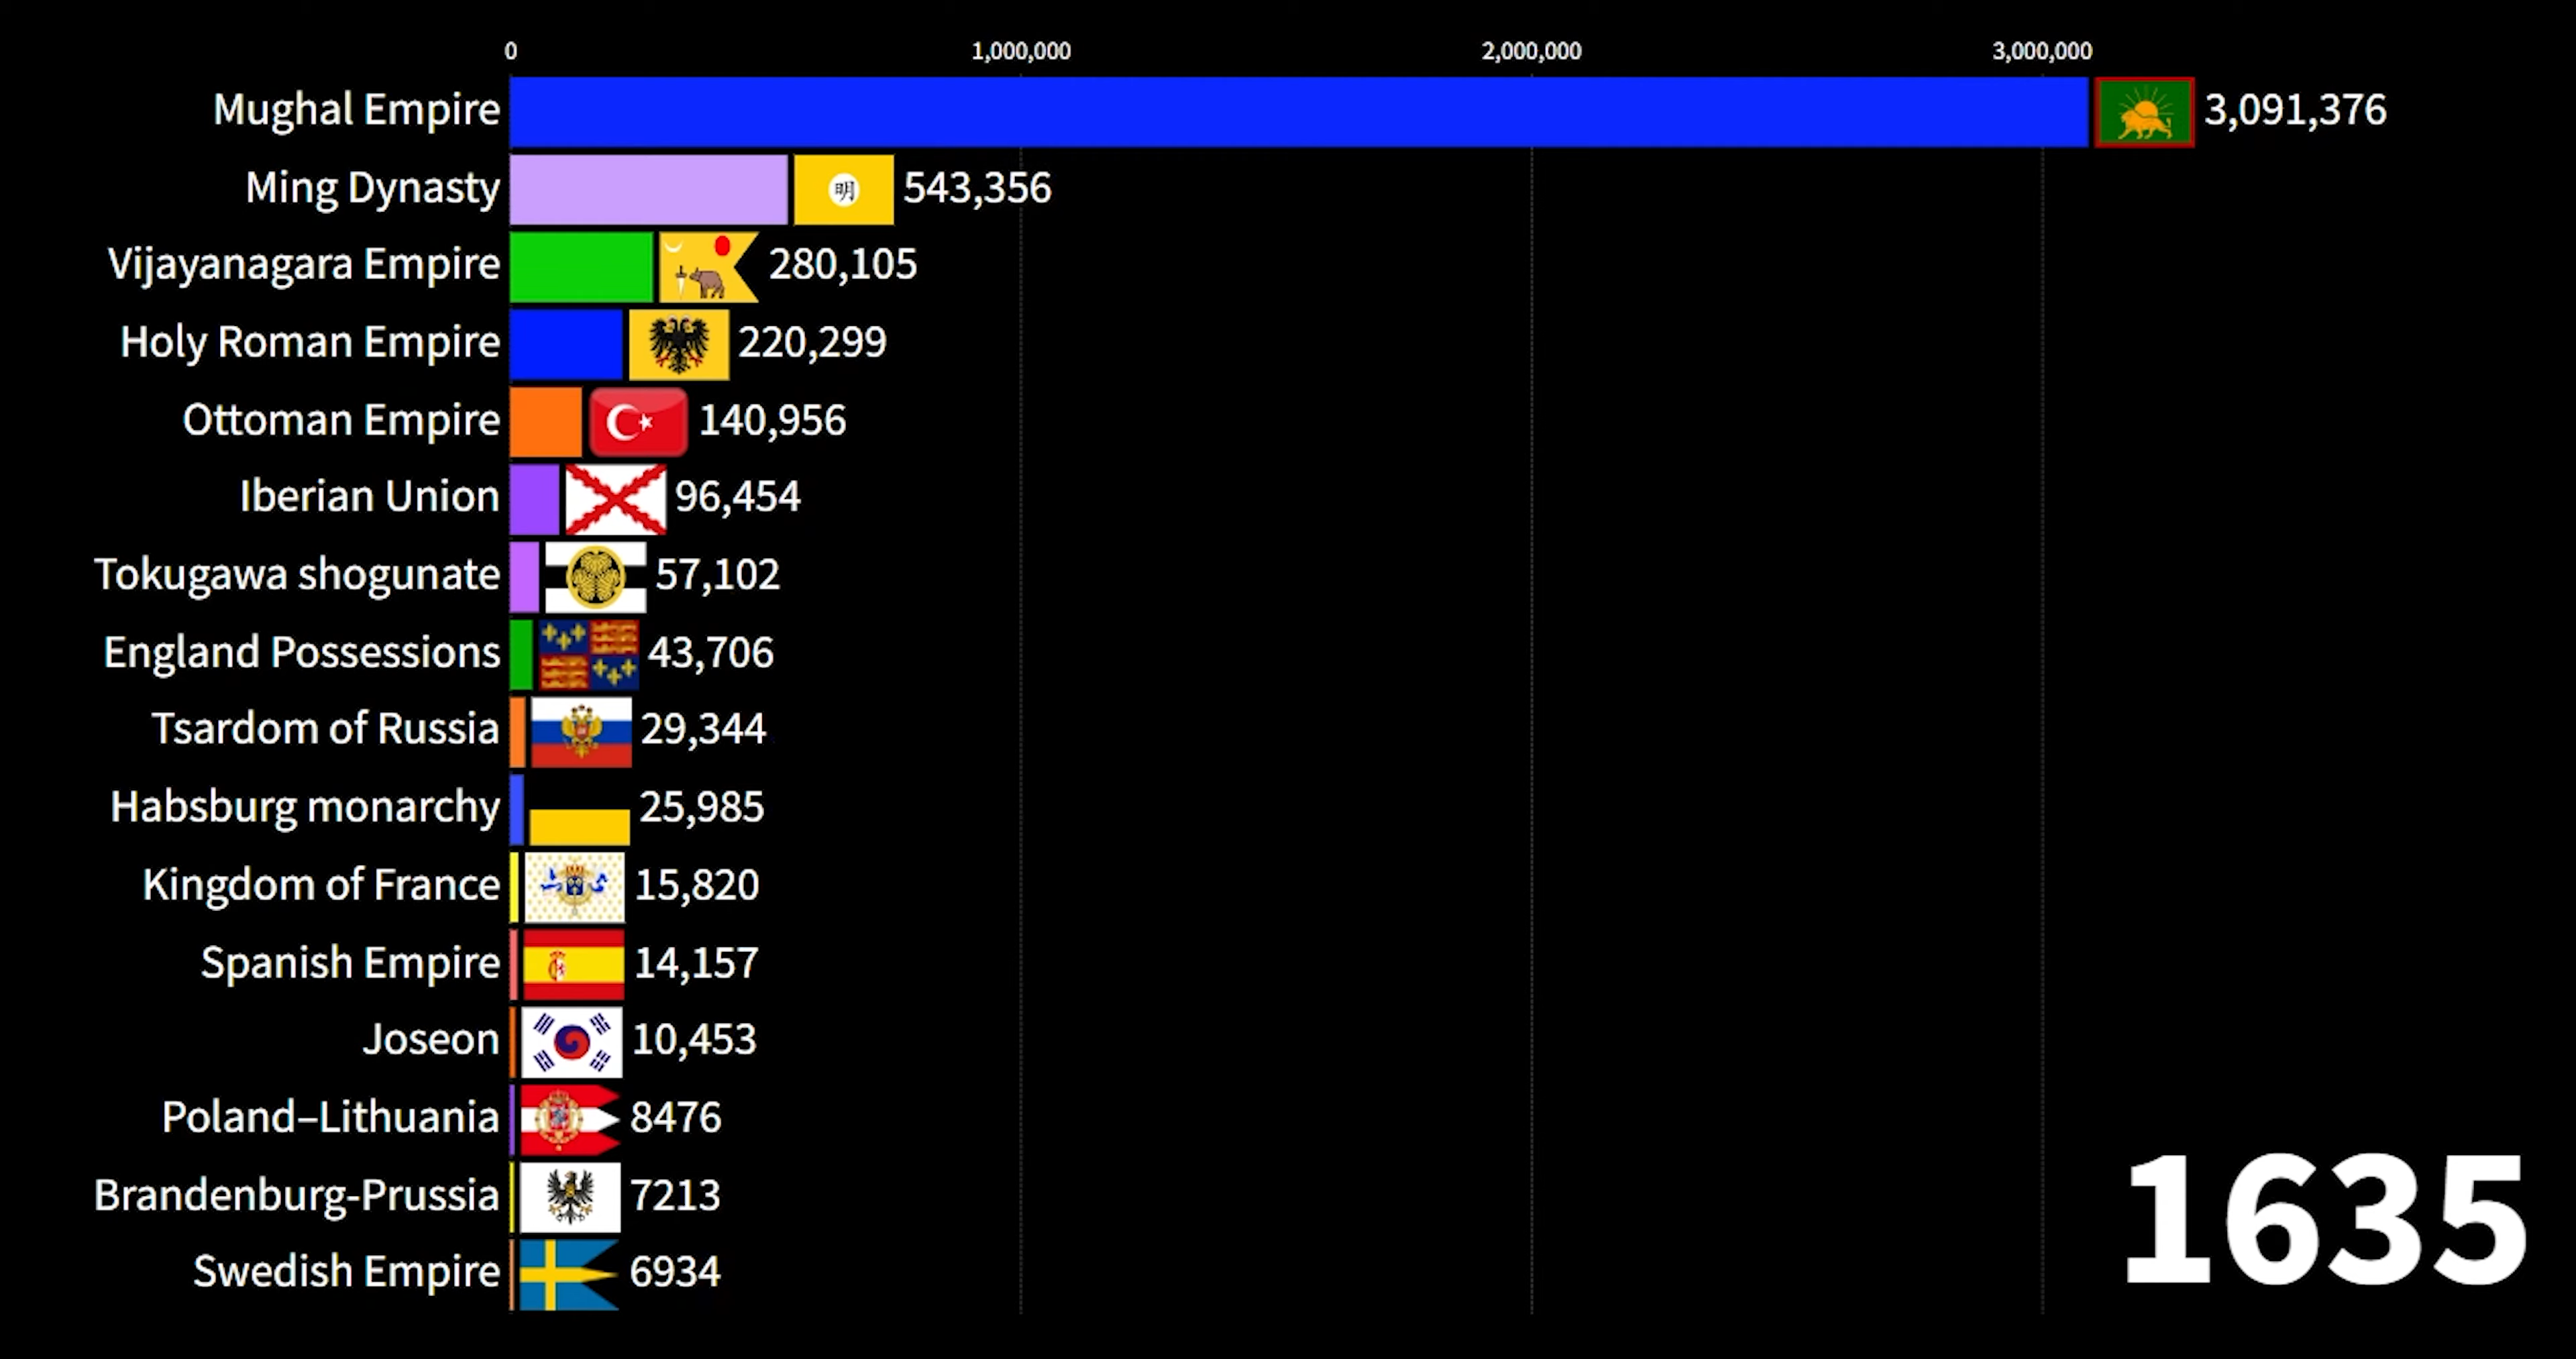 0 1,000,000 2,000,000 3,000,000
Mughal Empire 3,091,376
Ming Dynasty 明 543,356
Vijayanagara Empire 280,105
Holy Roman Empire 220,299
Ottoman Empire 140,956
Iberian Union 96,454
Tokugawa shogunate 57,102
England Possessions 43,706
Tsardom of Russia 29,344
Habsburg monarchy 25,985
Kingdom of France 15,820
Spanish Empire 14,157
Joseon 10,453
Poland–Lithuania 8476
Brandenburg-Prussia 7213
Swedish Empire 6934
1635